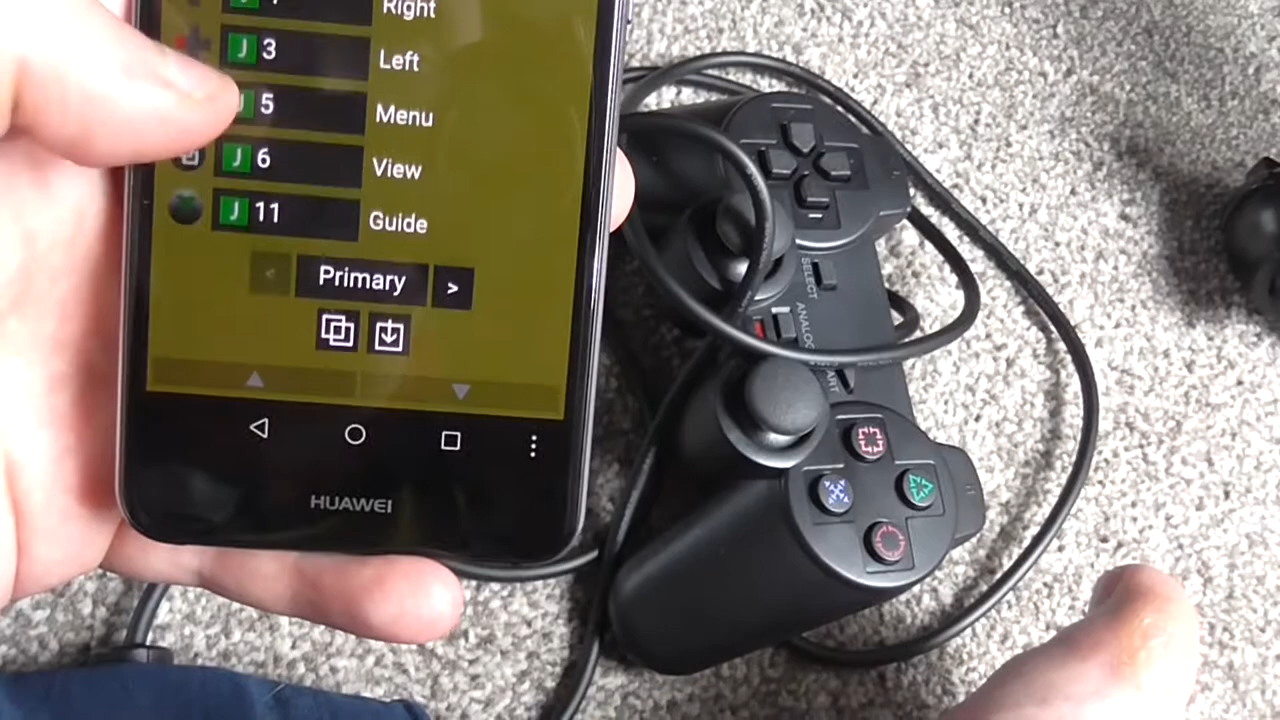 Right
J 3 Left
5 Menu
J 6 View
J 11 Guide
< Primary >
HUAWEI
SELECT
ANALOG